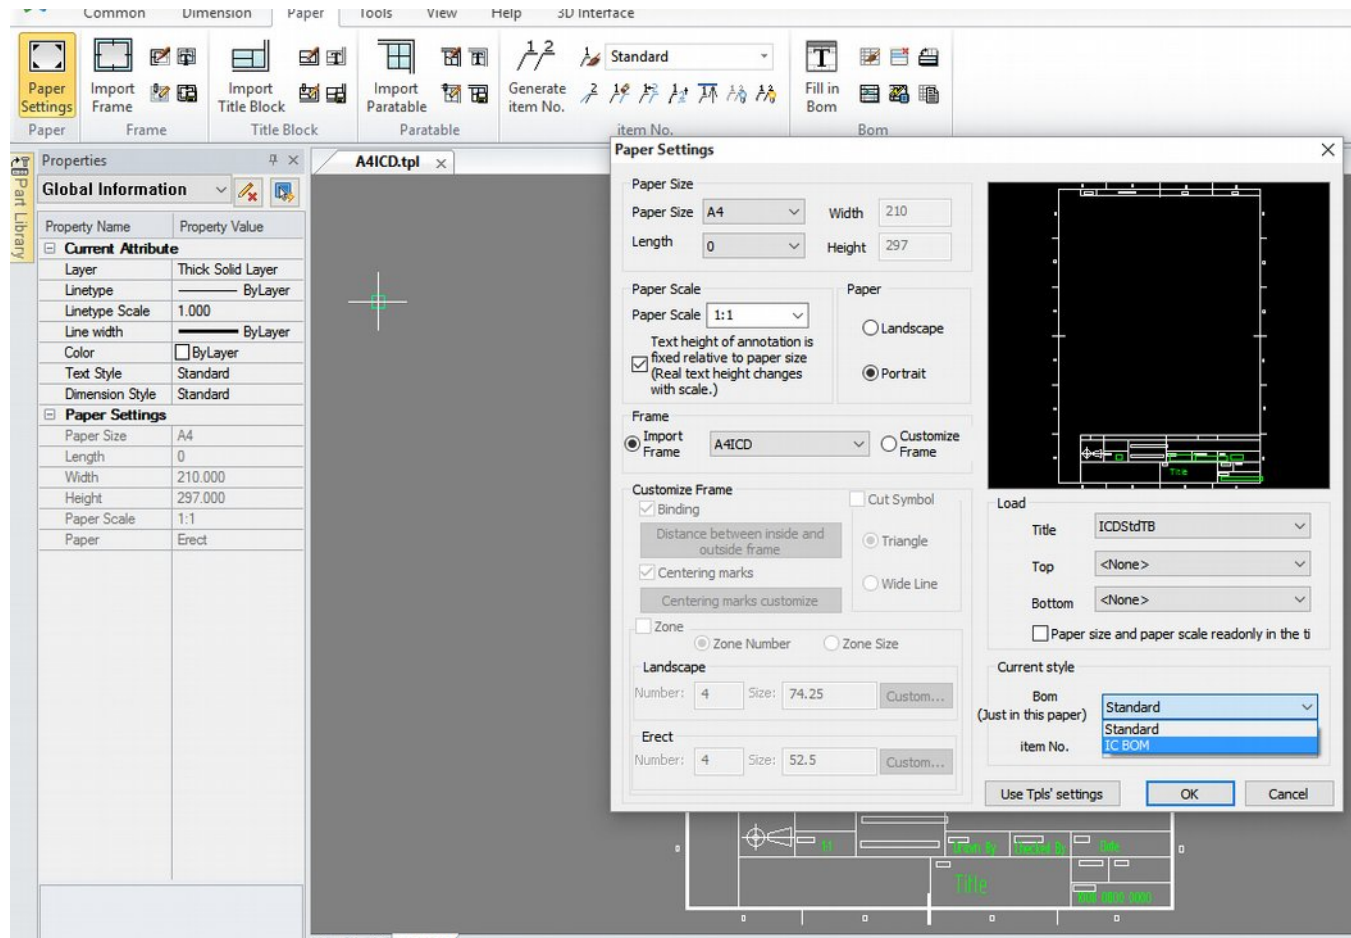 Common Dimension Paper Tools View Help 3D Interface
Paper Settings
Import Frame
Import Title Block
Import Paratable
Generate item No.
Standard
Fill in Bom
Paper Frame Title Block Paratable item No. Bom
Part Library
Properties
Global Information
Property Name Property Value
Current Attribute
Layer Thick Solid Layer
Linetype ByLayer
Linetype Scale 1.000
Line width ByLayer
Color ByLayer
Text Style Standard
Dimension Style Standard
Paper Settings
Paper Size A4
Length 0
Width 210.000
Height 297.000
Paper Scale 1:1
Paper Erect
A4ICD.tpl
Paper Settings
Paper Size
Paper Size A4 Width 210
Length 0 Height 297
Paper Scale
Paper Scale 1:1
Text height of annotation is
fixed relative to paper size
(Real text height changes
with scale.)
Paper
Landscape
Portrait
Frame
Import Frame A4ICD Customize Frame
Customize Frame
Binding
Distance between inside and
outside frame
Centering marks
Centering marks customize
Cut Symbol
Triangle
Wide Line
Zone
Zone Number Zone Size
Landscape
Number: 4 Size: 74.25 Custom...
Erect
Number: 4 Size: 52.5 Custom...
Title
Load
Title ICDStdTB
Top <None>
Bottom <None>
Paper size and paper scale readonly in the ti
Current style
Bom
(Just in this paper)
Standard
Standard
IC BOM
item No.
Use Tpls' settings OK Cancel
1:1 Drawn By Checked By Date
Title